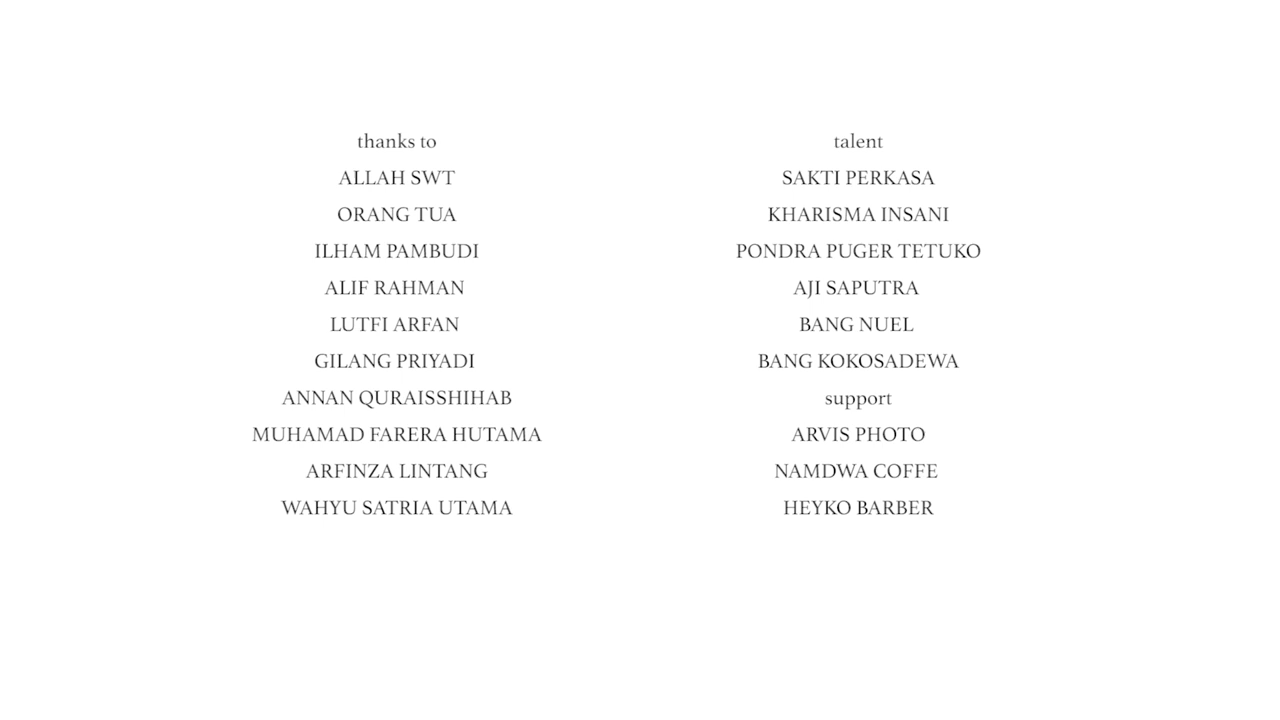 thanks to
ALLAH SWT
ORANG TUA
ILHAM PAMBUDI
ALIF RAHMAN
LUTFI ARFAN
GILANG PRIYADI
ANNAN QURAISSHIHAB
MUHAMAD FARERA HUTAMA
ARFINZA LINTANG
WAHYU SATRIA UTAMA
talent
SAKTI PERKASA
KHARISMA INSANI
PONDRA PUGER TETUKO
AJI SAPUTRA
BANG NUEL
BANG KOKOSADEWA
support
ARVIS PHOTO
NAMDWA COFFE
HEYKO BARBER